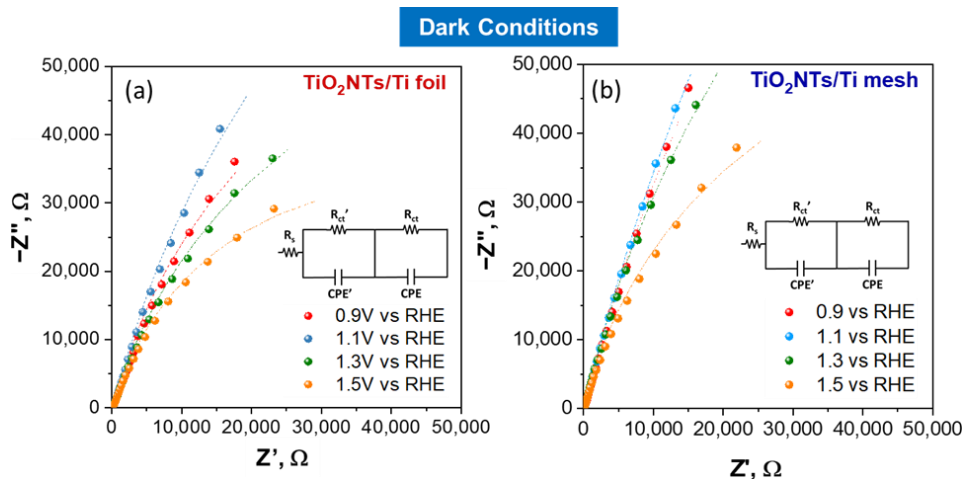 Dark Conditions
(a)
TiO₂NTs/Ti foil
−Z'', Ω
50,000
40,000
30,000
20,000
10,000
0
Rs
Rct'
Rct
CPE'
CPE
0.9V vs RHE
1.1V vs RHE
1.3V vs RHE
1.5V vs RHE
0 10,000 20,000 30,000 40,000 50,000
Z', Ω
(b)
TiO₂NTs/Ti mesh
−Z'', Ω
50,000
40,000
30,000
20,000
10,000
0
Rs
Rct'
Rct
CPE'
CPE
0.9 vs RHE
1.1 vs RHE
1.3 vs RHE
1.5 vs RHE
0 10,000 20,000 30,000 40,000 50,000
Z', Ω